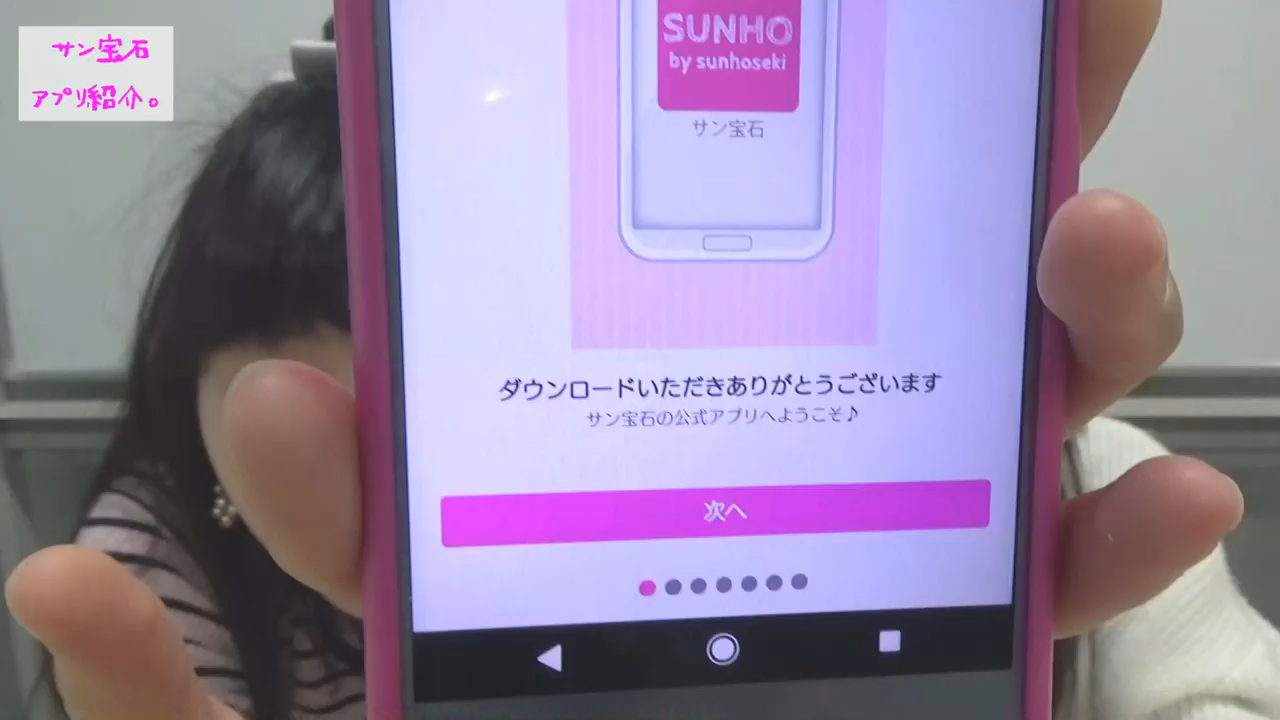 サン宝石
アプリ紹介。
SUNHO
by sunhoseki
サン宝石
ダウンロードいただきありがとうございます
サン宝石の公式アプリへようこそ♪
次へ